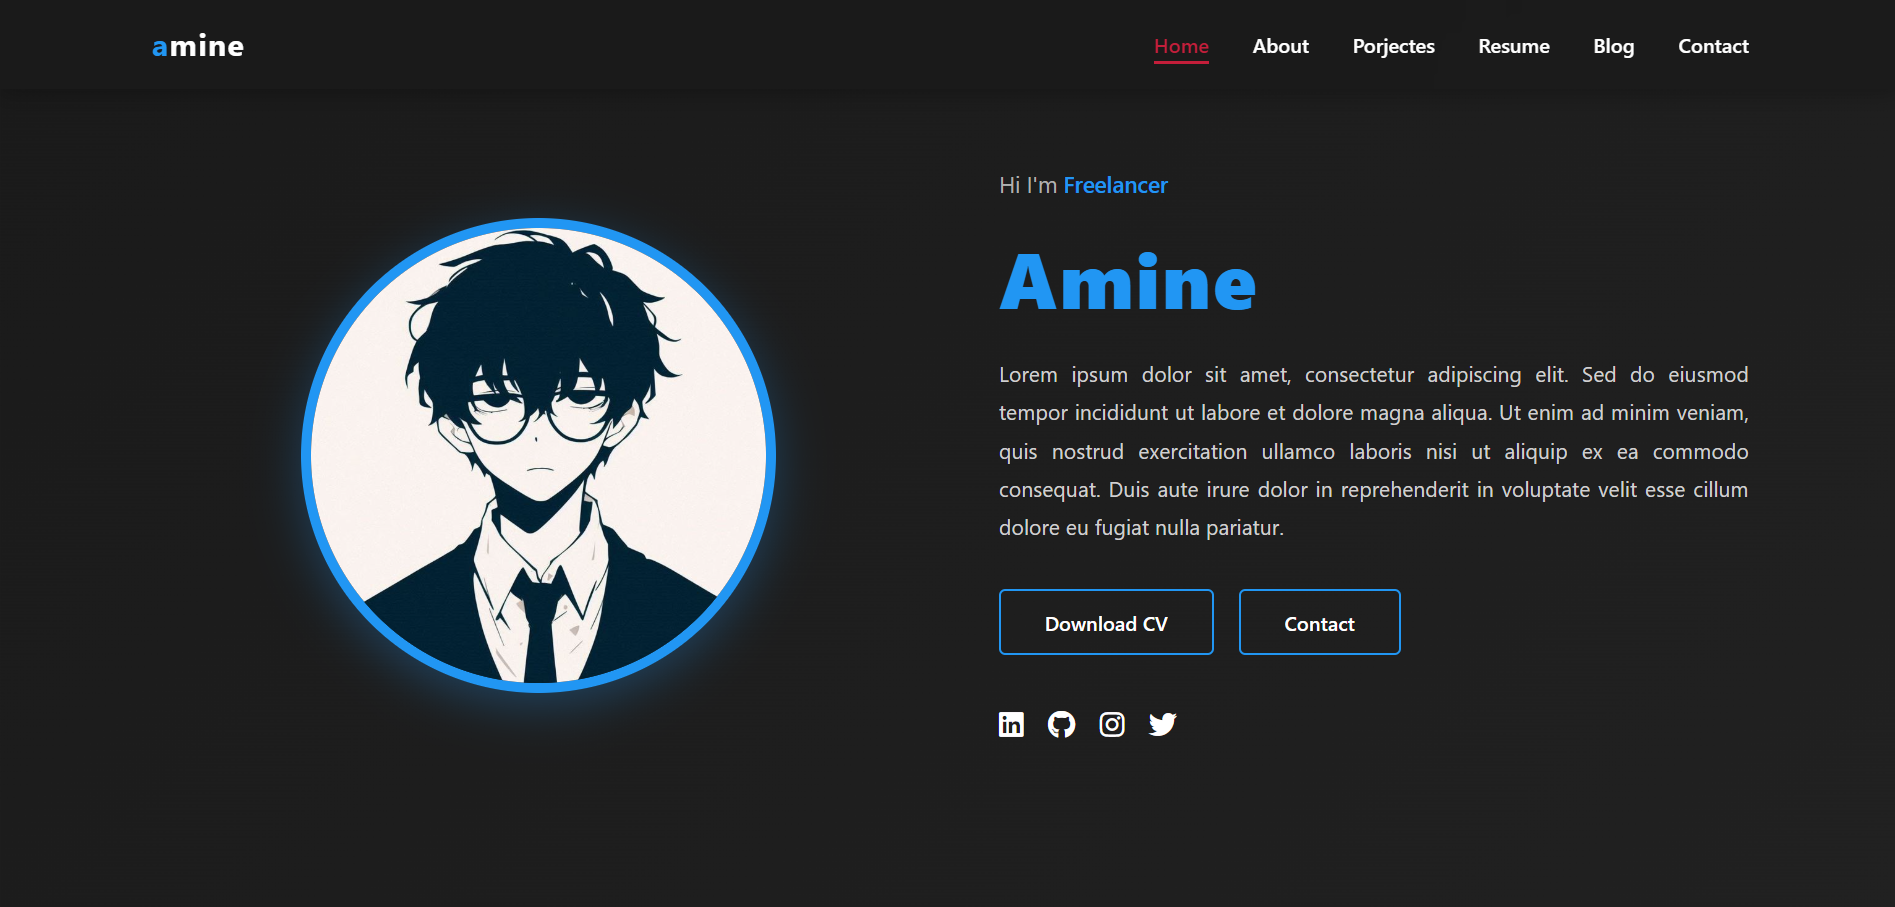 amine
Home About Porjectes Resume Blog Contact
Hi I'm Freelancer
Amine
Lorem ipsum dolor sit amet, consectetur adipiscing elit. Sed do eiusmod
tempor incididunt ut labore et dolore magna aliqua. Ut enim ad minim veniam,
quis nostrud exercitation ullamco laboris nisi ut aliquip ex ea commodo
consequat. Duis aute irure dolor in reprehenderit in voluptate velit esse cillum
dolore eu fugiat nulla pariatur.
Download CV Contact